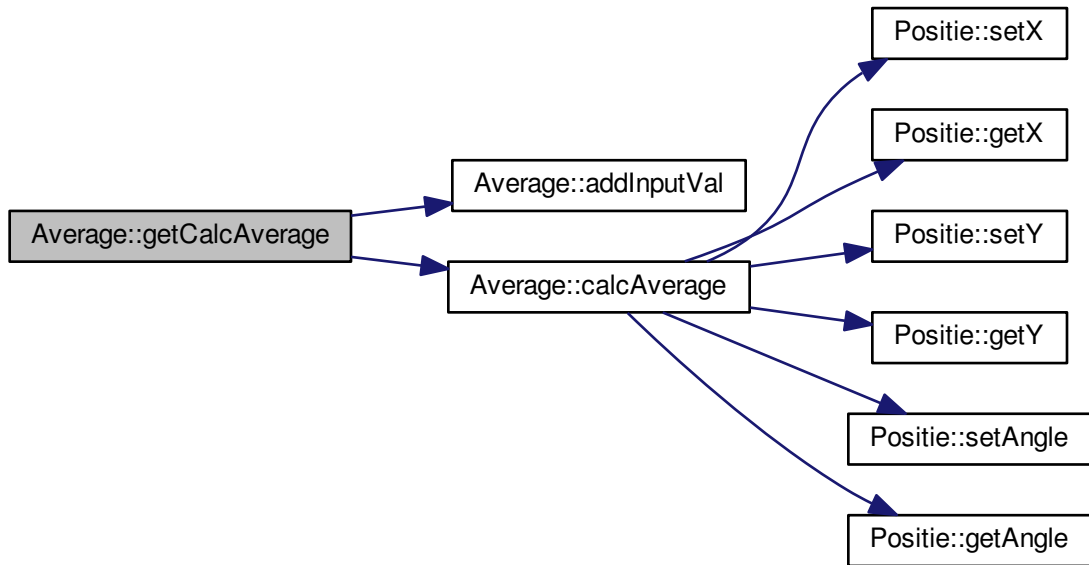 Average::getCalcAverage
Average::addInputVal
Average::calcAverage
Positie::setX
Positie::getX
Positie::setY
Positie::getY
Positie::setAngle
Positie::getAngle